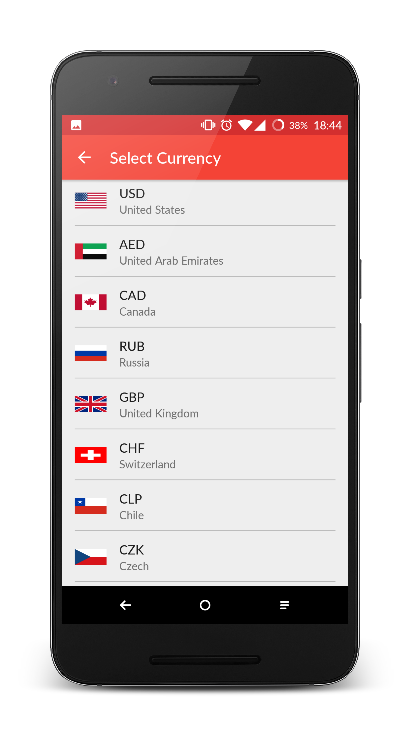 38% 18:44
Select Currency
USD
United States
AED
United Arab Emirates
CAD
Canada
RUB
Russia
GBP
United Kingdom
CHF
Switzerland
CLP
Chile
CZK
Czech